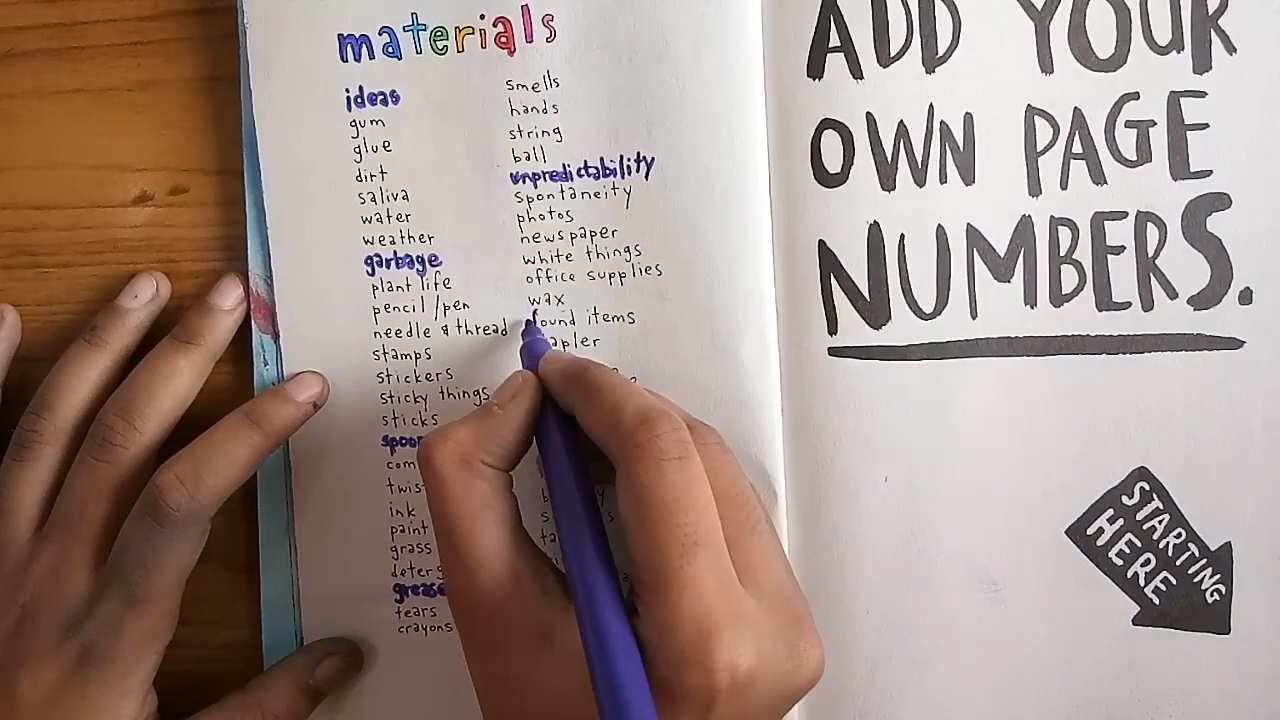 materials
ideas
gum
glue
dirt
saliva
water
weather
garbage
plant life
pencil/pen
needle & thread
stamps
stickers
sticky things
sticks
ink
paint
grass
grease
tears
crayons
smells
hands
string
ball
unpredictability
spontaneity
photos
newspaper
white things
office supplies
wax
found items
ADD YOUR
OWN PAGE
NUMBERS.
STARTING
HERE